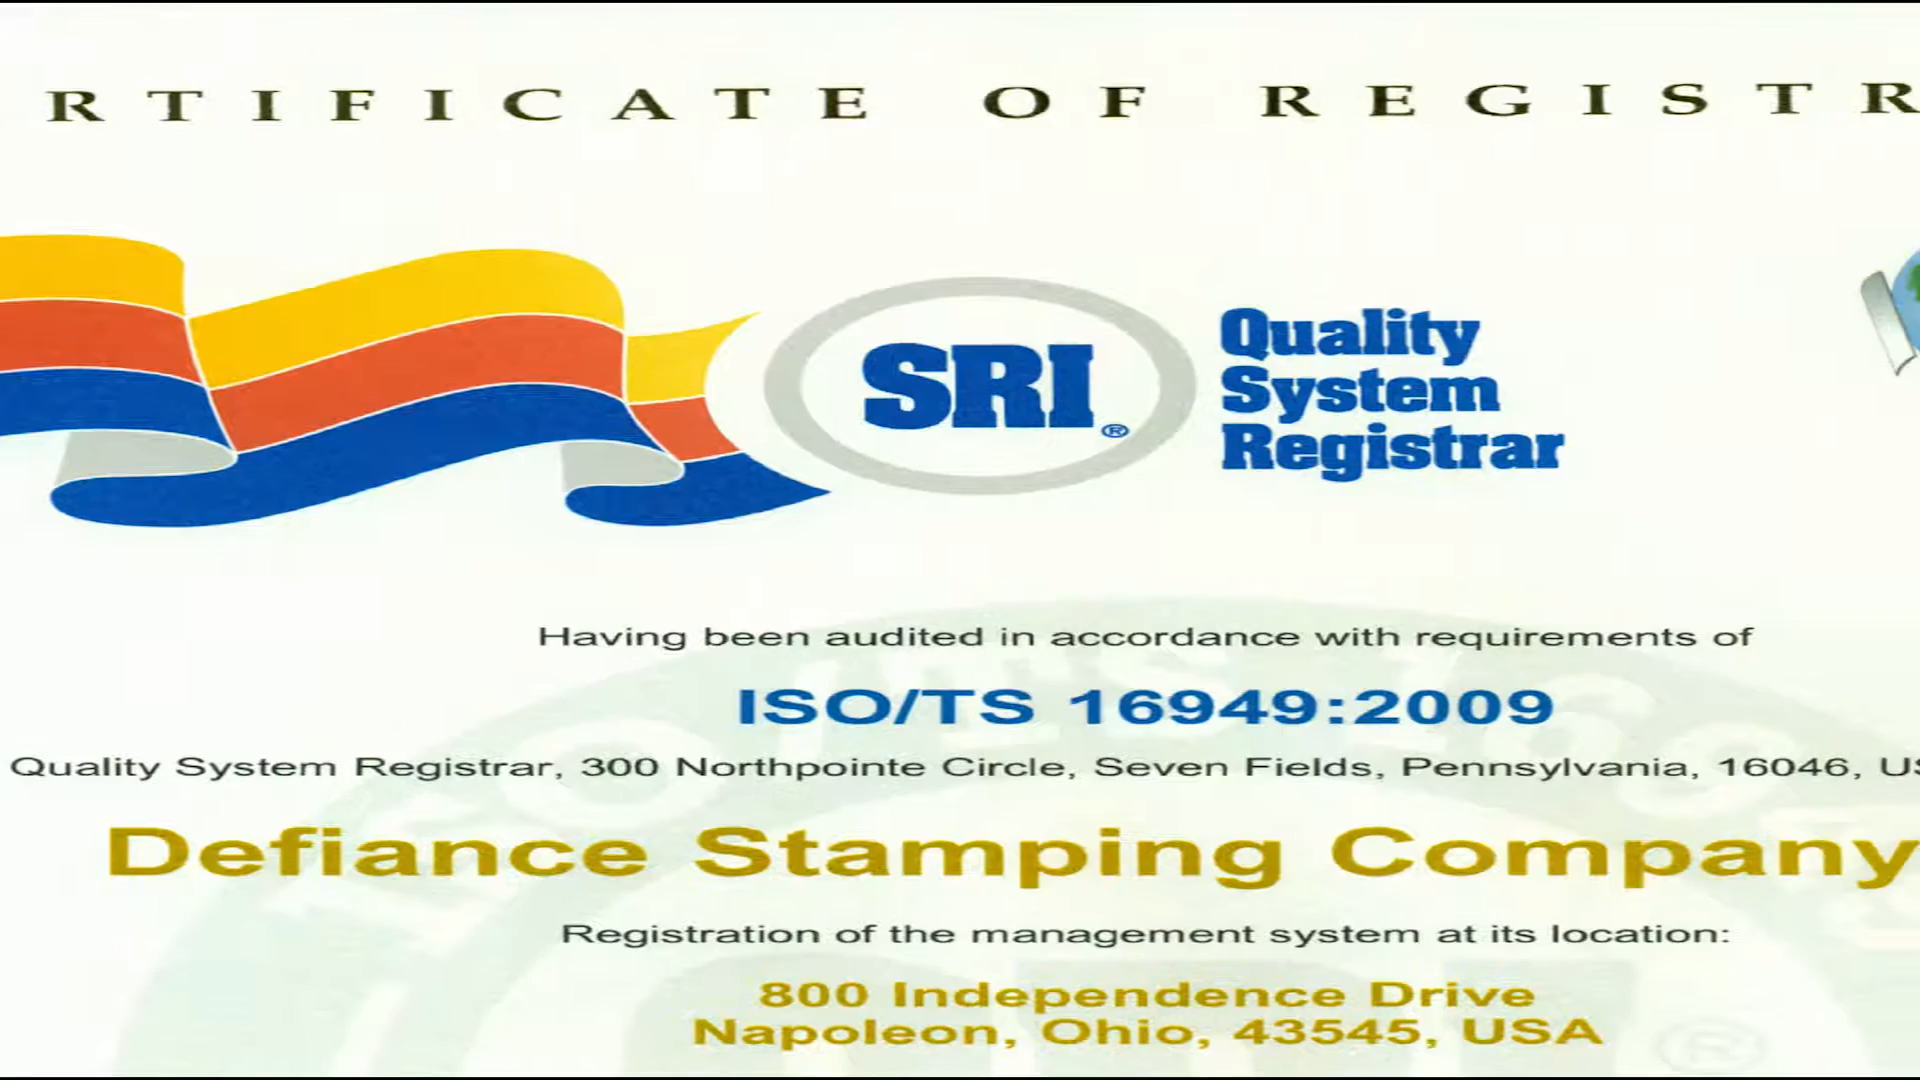 RTIFICATE OF REGISTR
SRI®
Quality
System
Registrar
Having been audited in accordance with requirements of
ISO/TS 16949:2009
Quality System Registrar, 300 Northpointe Circle, Seven Fields, Pennsylvania, 16046, US
Defiance Stamping Company
Registration of the management system at its location:
800 Independence Drive
Napoleon, Ohio, 43545, USA